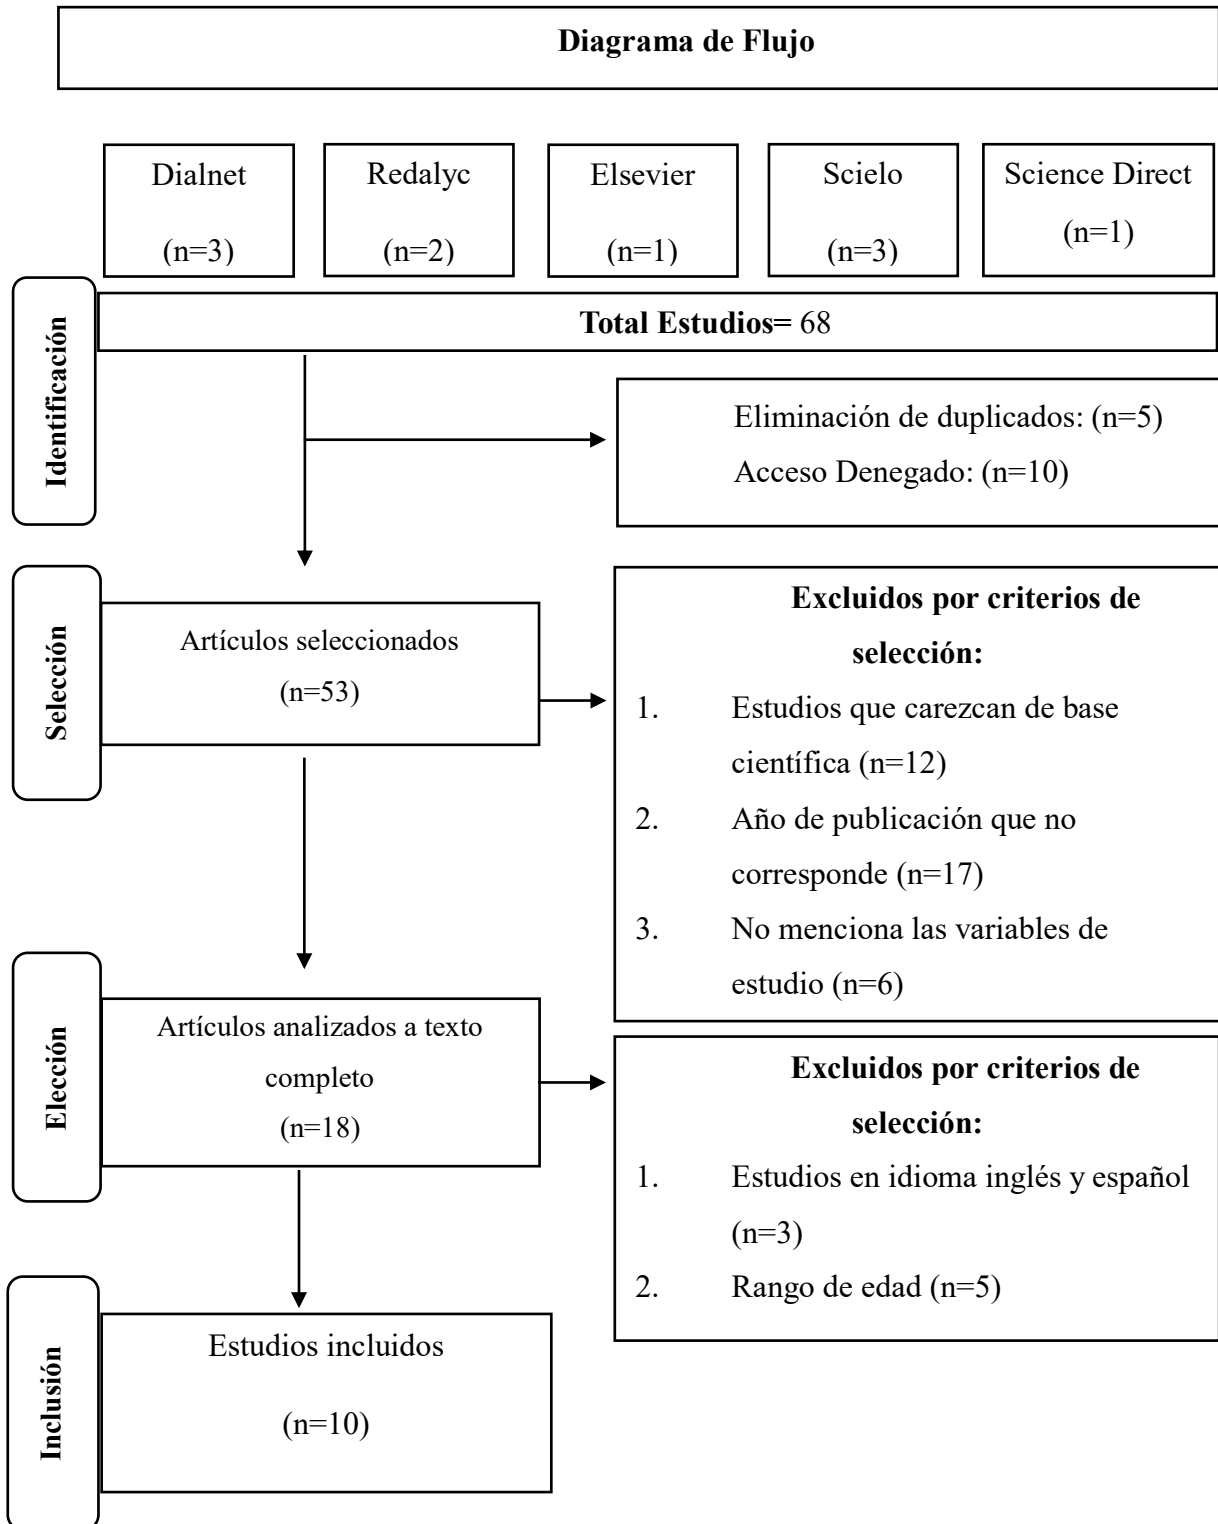 Diagrama de Flujo
Dialnet
(n=3)
Redalyc
(n=2)
Elsevier
(n=1)
Scielo
(n=3)
Science Direct
(n=1)
Identificación
Total Estudios= 68
Eliminación de duplicados: (n=5)
Acceso Denegado: (n=10)
Selección
Artículos seleccionados
(n=53)
Excluidos por criterios de
selección:
1. Estudios que carezcan de base
científica (n=12)
2. Año de publicación que no
corresponde (n=17)
3. No menciona las variables de
estudio (n=6)
Elección
Artículos analizados a texto
completo
(n=18)
Excluidos por criterios de
selección:
1. Estudios en idioma inglés y español
(n=3)
2. Rango de edad (n=5)
Inclusión
Estudios incluidos
(n=10)